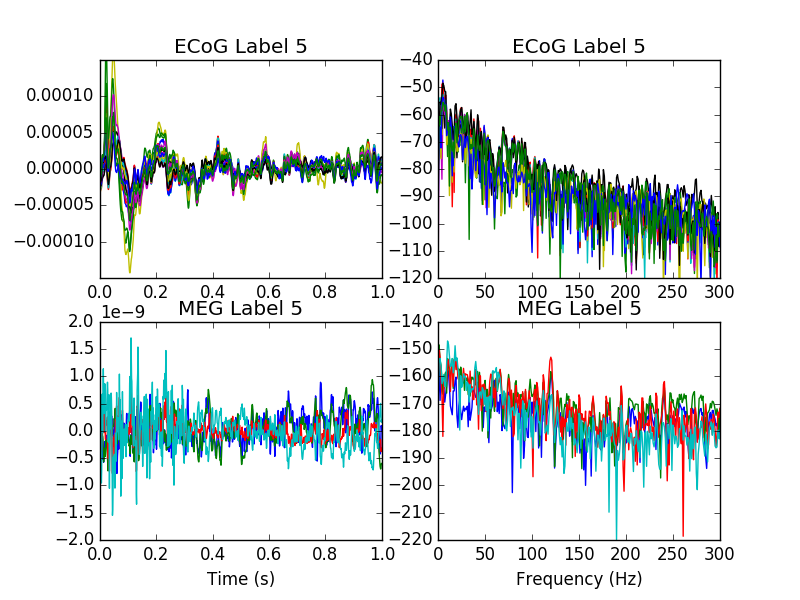 ECoG Label 5
ECoG Label 5
0.00010
0.00005
0.00000
−0.00005
−0.00010
0.0 0.2 0.4 0.6 0.8 1.0
−40
−50
−60
−70
−80
−90
−100
−110
−120
0 50 100 150 200 250 300
MEG Label 5
MEG Label 5
1e−9
2.0
1.5
1.0
0.5
0.0
−0.5
−1.0
−1.5
−2.0
0.0 0.2 0.4 0.6 0.8 1.0
Time (s)
−140
−150
−160
−170
−180
−190
−200
−210
−220
0 50 100 150 200 250 300
Frequency (Hz)